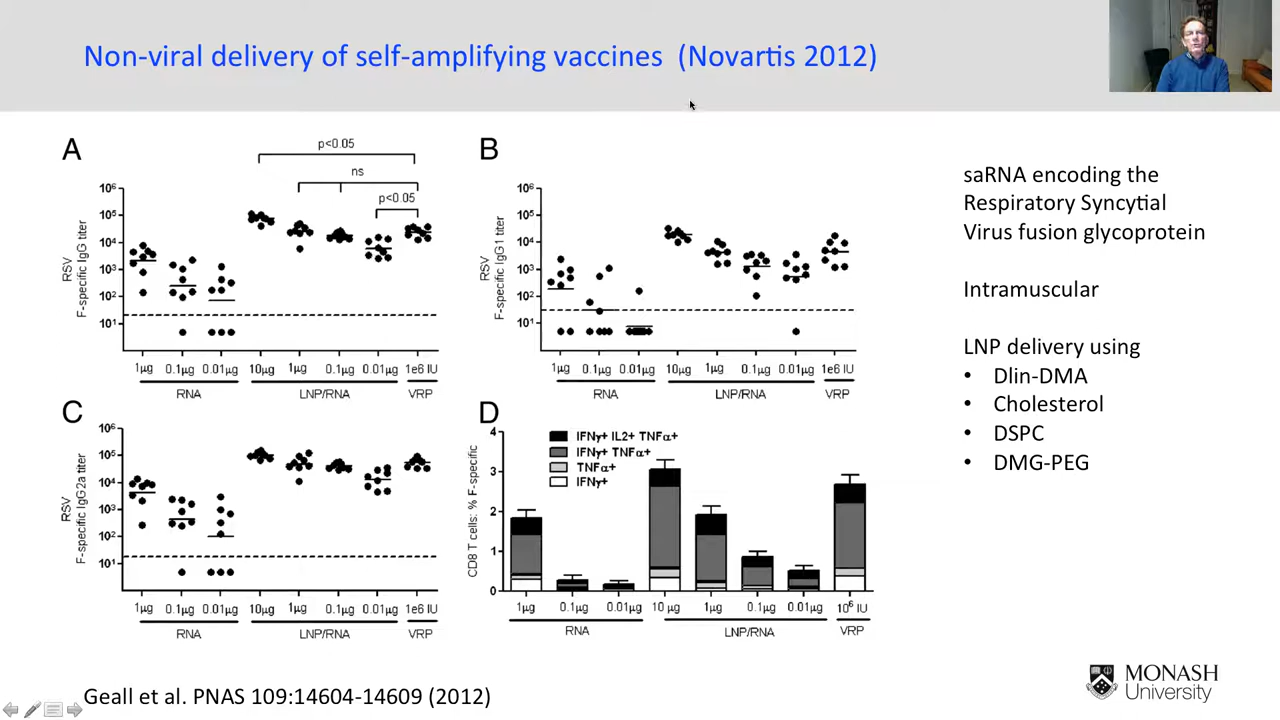 Non-viral delivery of self-amplifying vaccines (Novartis 2012)
A
p<0.05
ns
p<0.05
10⁶
10⁵
10⁴
10³
10²
10¹
RSV
F-specific IgG titer
1µg 0.1µg 0.01µg 10µg 1µg 0.1µg 0.01µg 1e6 IU
RNA LNP/RNA VRP
B
10⁶
10⁵
10⁴
10³
10²
10¹
RSV
F-specific IgG1 titer
1µg 0.1µg 0.01µg 10µg 1µg 0.1µg 0.01µg 1e6 IU
RNA LNP/RNA VRP
C
10⁶
10⁵
10⁴
10³
10²
10¹
RSV
F-specific IgG2a titer
1µg 0.1µg 0.01µg 10µg 1µg 0.1µg 0.01µg 1e6 IU
RNA LNP/RNA VRP
D
IFNγ+ IL2+ TNFα+
IFNγ+ TNFα+
TNFα+
IFNγ+
4
3
2
1
0
CD8 T cells: % F-specific
1µg 0.1µg 0.01µg 10 µg 1µg 0.1µg 0.01µg 10⁶ IU
RNA LNP/RNA VRP
saRNA encoding the
Respiratory Syncytial
Virus fusion glycoprotein
Intramuscular
LNP delivery using
• Dlin-DMA
• Cholesterol
• DSPC
• DMG-PEG
Geall et al. PNAS 109:14604-14609 (2012)
MONASH
University